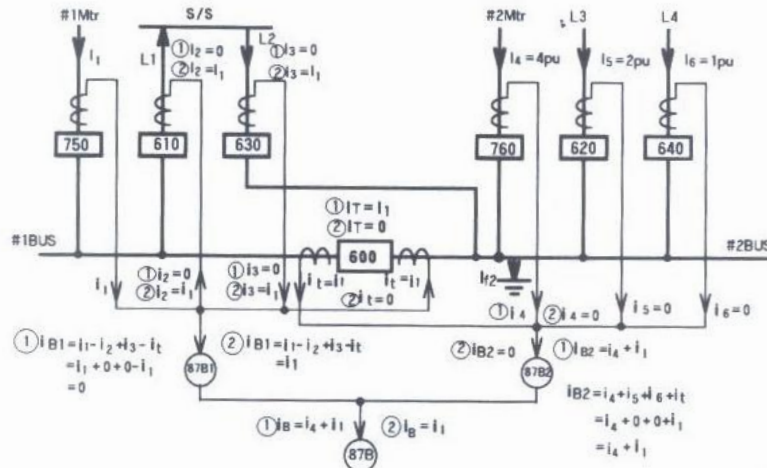 #1Mtr
S/S
#2Mtr
L3
L4
I₁
L1
①I₂=0
②I₂=I₁
L2
①I₃=0
②I₃=I₁
I₄=4pu
I₅=2pu
I₆=1pu
750
610
630
760
620
640
①IT=I₁
②IT=0
#1BUS
600
#2BUS
i₁
①i₂=0
②i₂=i₁
①i₃=0
②i₃=i₁
it=i₁
it=i₁
②it=0
If2
①i₄
②i₄=0
i₅=0
i₆=0
①iB1=i₁-i₂+i₃-it
=i₁+0+0-i₁
=0
87B1
②iB1=i₁-i₂+i₃-it
=i₁
②iB2=0
87B2
①iB2=i₄+i₁
iB2=i₄+i₅+i₆+it
=i₄+0+0+i₁
=i₄+i₁
①iB=i₄+i₁
②iB=i₁
87B